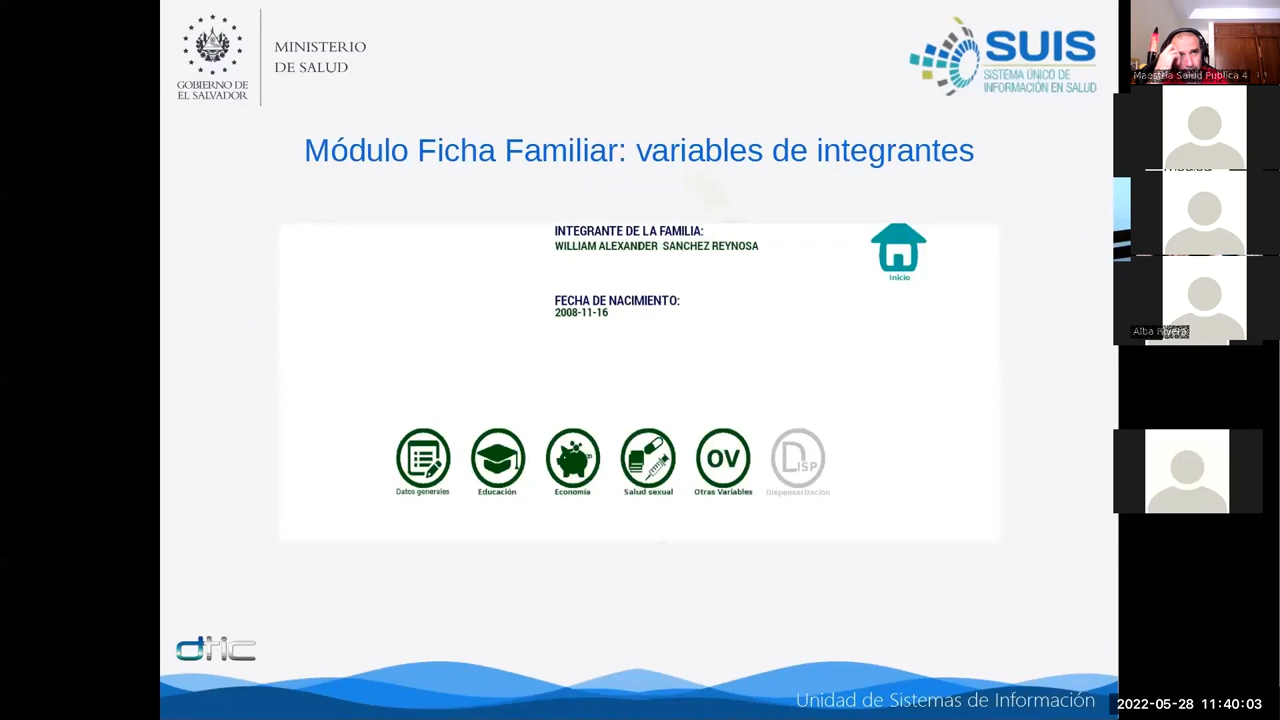 MINISTERIO
DE SALUD
GOBIERNO DE
EL SALVADOR
SUIS
SISTEMA ÚNICO DE
INFORMACIÓN EN SALUD
Maestria Salud Publica 4
Módulo Ficha Familiar: variables de integrantes
INTEGRANTE DE LA FAMILIA:
WILLIAM ALEXANDER SANCHEZ REYNOSA
Inicio
FECHA DE NACIMIENTO:
2008-11-16
Alba Rivera
OV
DISP
Datos generales
Educación
Economía
Salud sexual
Otras Variables
Dispensarizacion
dtic
Unidad de Sistemas de Información
2022-05-28 11:40:03